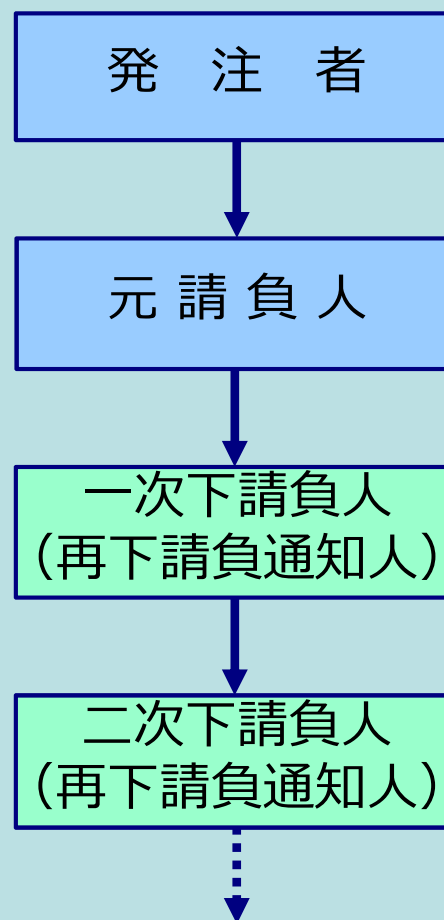 発　注　者
元 請 負 人
一次下請負人
（再下請負通知人）
二次下請負人
（再下請負通知人）